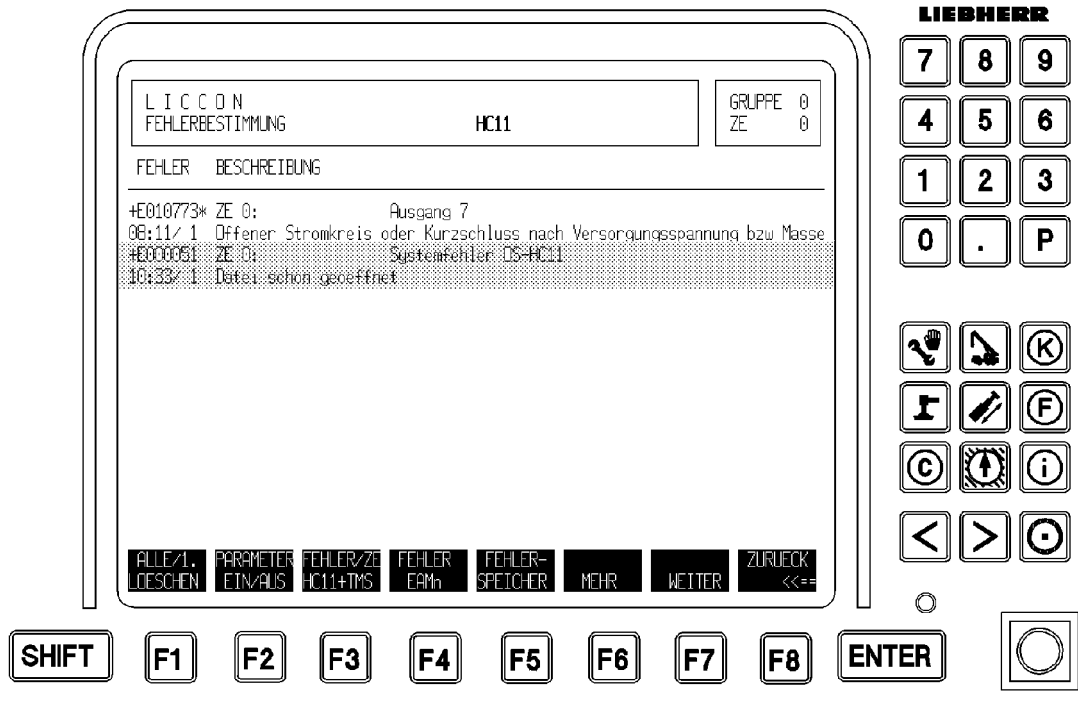 LIEBHERR
7 8 9
L I C C O N
GRUPPE 0
FEHLERBESTIMMUNG HC11
ZE 0
4 5 6
FEHLER BESCHREIBUNG
1 2 3
+E010773* ZE 0: Ausgang 7
08:11/ 1 Offener Stromkreis oder Kurzschluss nach Versorgungsspannung bzw Masse
0 . P
+E000051 ZE 0: Systemfehler OS-HC11
10:33/ 1 Datei schon geoeffnet
K
F
C i
< >
ALLE/1. LOESCHEN
PARAMETER EIN/AUS
FEHLER/ZE HC11+TMS
FEHLER EAMn
FEHLER- SPEICHER
MEHR
WEITER
ZURUECK <<==
SHIFT F1 F2 F3 F4 F5 F6 F7 F8 ENTER